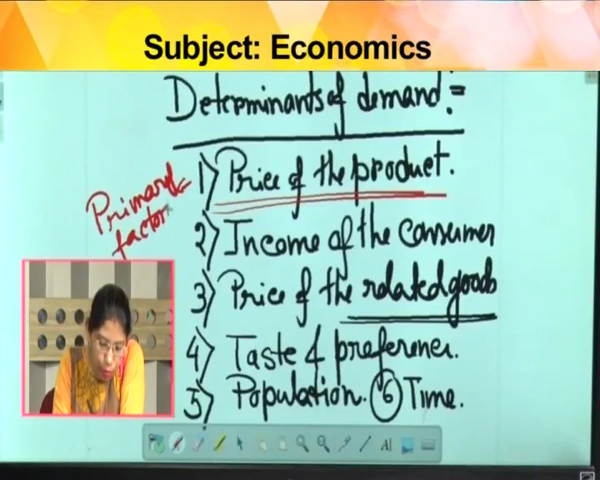 Subject: Economics
Determinants of demand:=
1) Price of the product.
Primary factor
2) Income of the consumer
3) Price of the related goods
4) Taste & preference.
5) Population. 6 Time.
AI